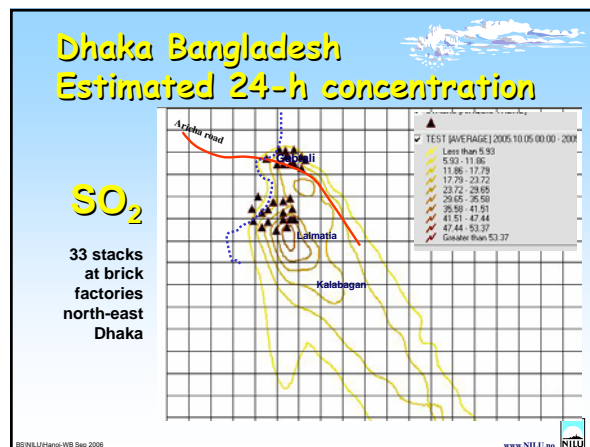 Dhaka Bangladesh
Estimated 24-h concentration
SO2
33 stacks
at brick
factories
north-east
Dhaka
Aricha road
Lalmatia
Kalabagan
TEST [AVERAGE] 2005.10.05 00:00 - 200
Less than 5.93
5.93 - 11.86
11.86 - 17.79
17.79 - 23.72
23.72 - 29.65
29.65 - 35.58
35.58 - 41.51
41.51 - 47.44
47.44 - 53.37
Greater than 53.37
BS\NILU\Hanoi-WB Sep 2006
www.NILU.no
NILU